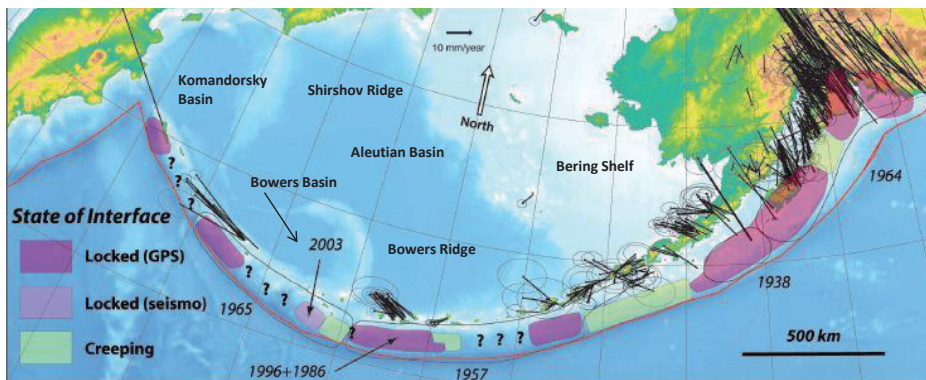 10 mm/year
Komandorsky
Basin
Shirshov Ridge
North
Aleutian Basin
Bering Shelf
?
?
?
Bowers Basin
1964
State of Interface
2003
Bowers Ridge
Locked (GPS)
?
?
1938
Locked (seismo)
1965
?
?
500 km
?
? ? ?
Creeping
1996+1986
1957